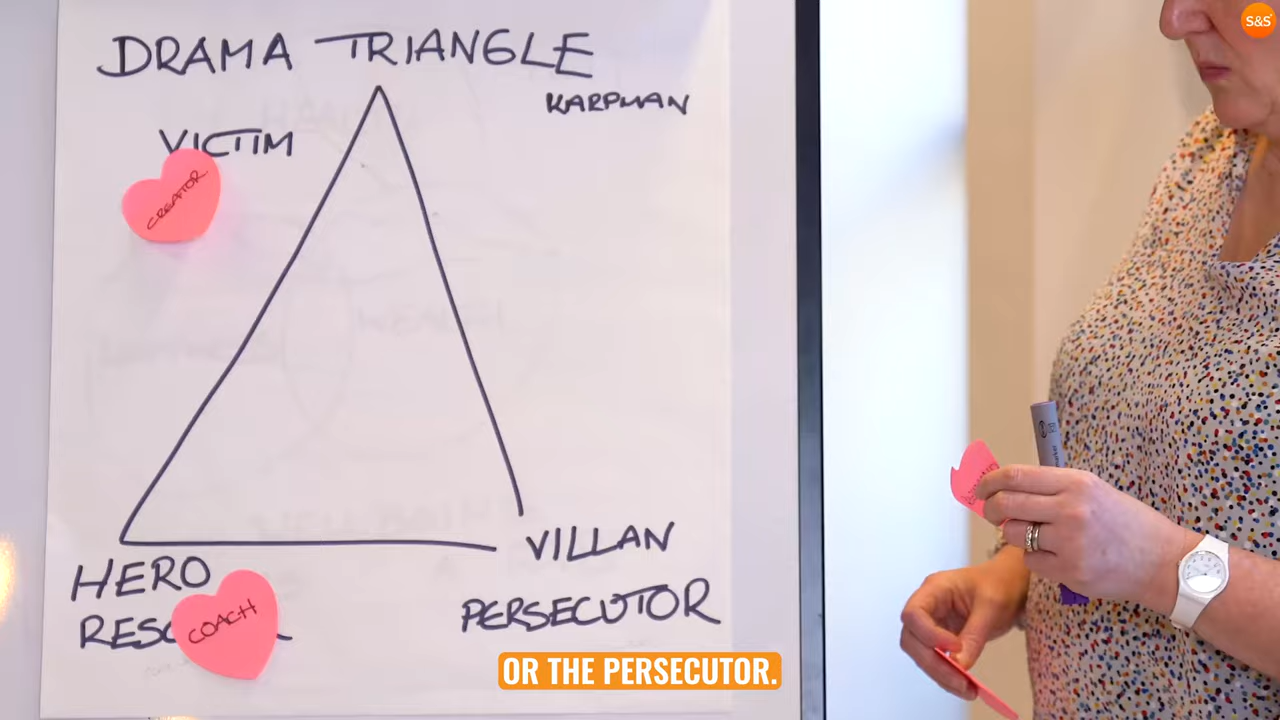 S&S
DRAMA TRIANGLE
KARPMAN
VICTIM
CREATOR
HERO
COACH
VILLAN
PERSECUTOR
OR THE PERSECUTOR.